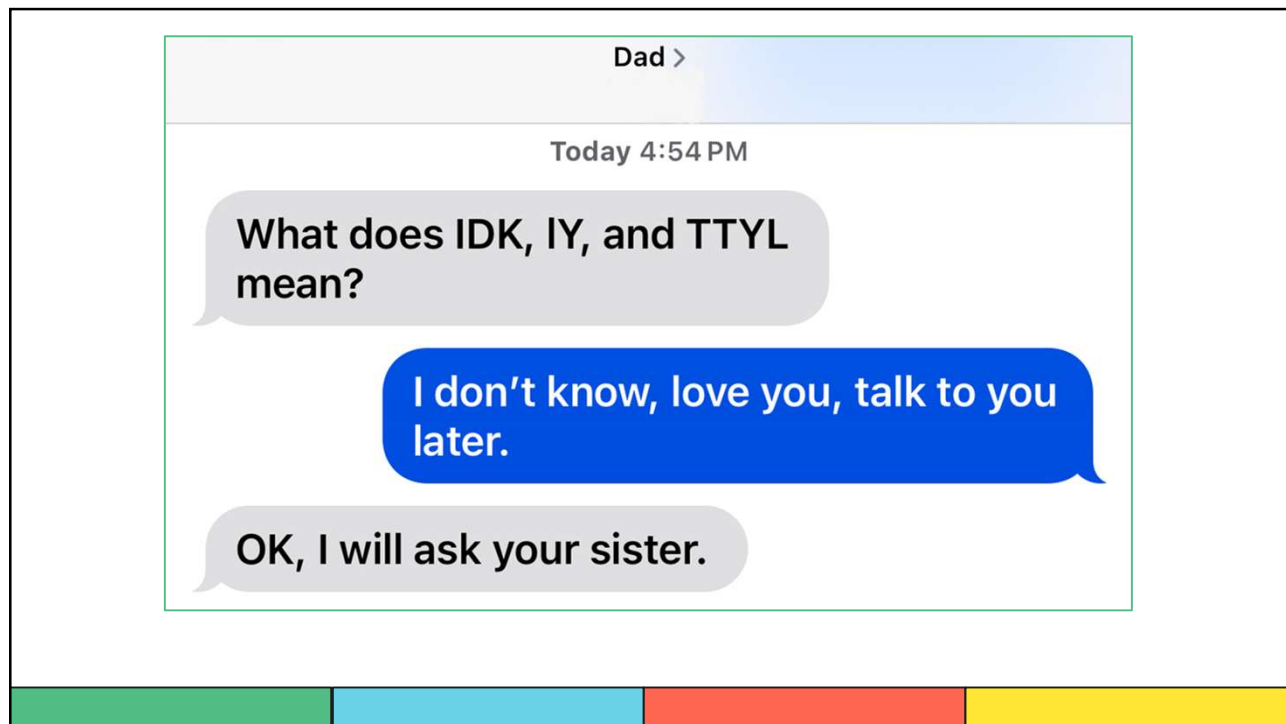 Dad >
Today 4:54 PM
What does IDK, lY, and TTYL
mean?
I don’t know, love you, talk to you
later.
OK, I will ask your sister.